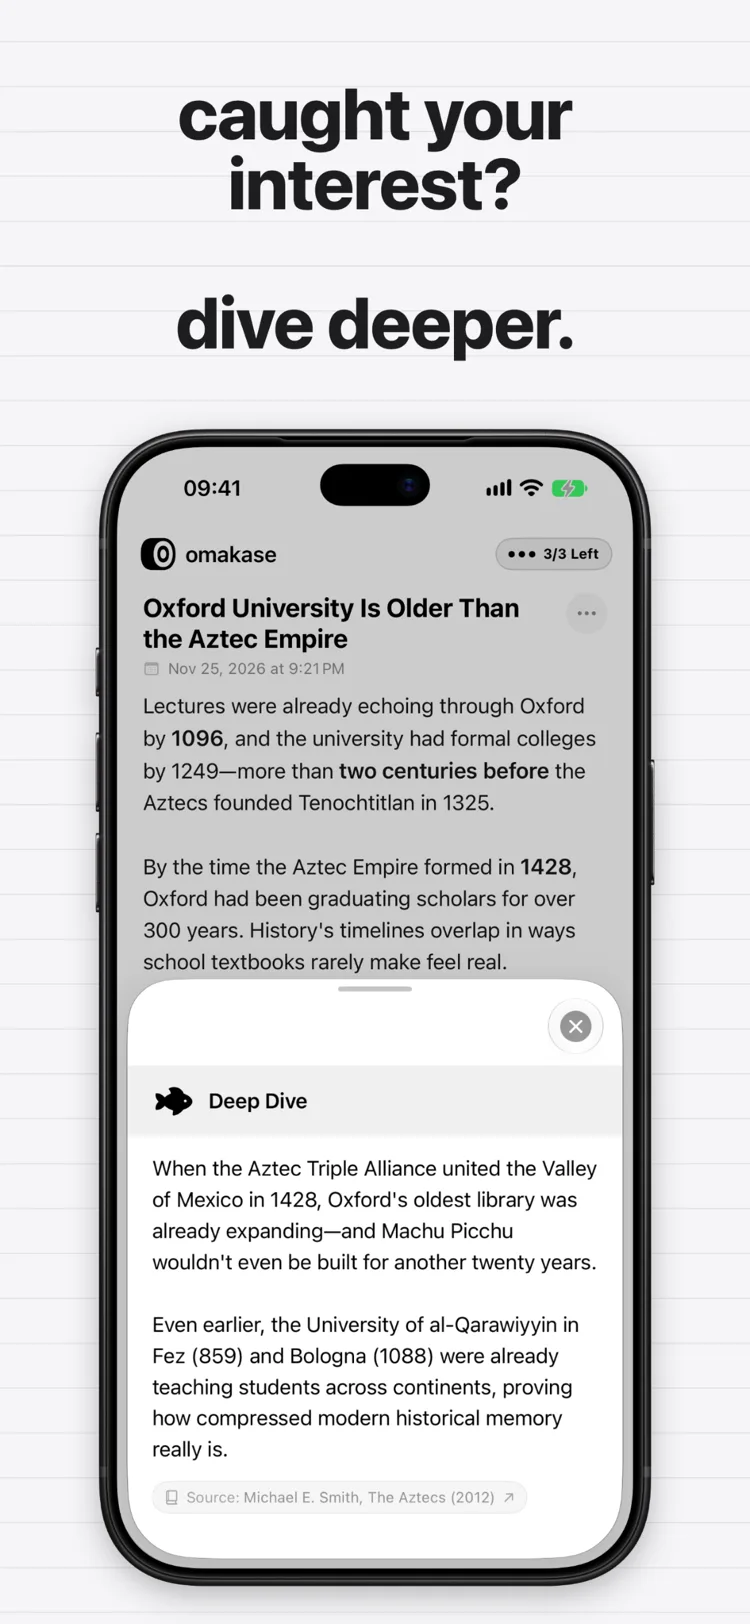 caught your
interest?
dive deeper.
09:41
omakase
3/3 Left
Oxford University Is Older Than
the Aztec Empire
Nov 25, 2026 at 9:21 PM
Lectures were already echoing through Oxford
by 1096, and the university had formal colleges
by 1249—more than two centuries before the
Aztecs founded Tenochtitlan in 1325.
By the time the Aztec Empire formed in 1428,
Oxford had been graduating scholars for over
300 years. History's timelines overlap in ways
school textbooks rarely make feel real.
Deep Dive
When the Aztec Triple Alliance united the Valley
of Mexico in 1428, Oxford's oldest library was
already expanding—and Machu Picchu
wouldn't even be built for another twenty years.
Even earlier, the University of al-Qarawiyyin in
Fez (859) and Bologna (1088) were already
teaching students across continents, proving
how compressed modern historical memory
really is.
Source: Michael E. Smith, The Aztecs (2012)